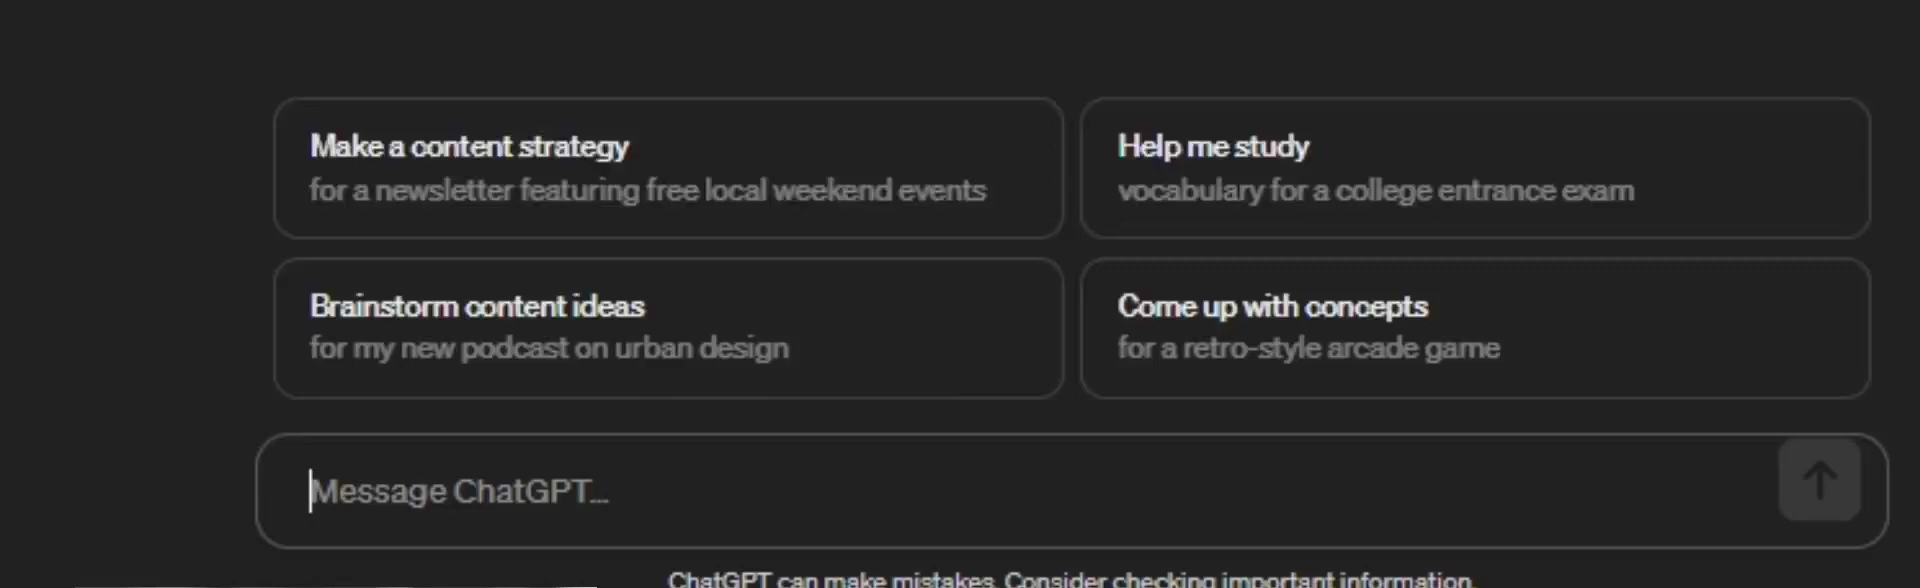 Make a content strategy
for a newsletter featuring free local weekend events
Help me study
vocabulary for a college entrance exam
Brainstorm content ideas
for my new podcast on urban design
Come up with concepts
for a retro-style arcade game
Message ChatGPT...
ChatGPT can make mistakes. Consider checking important information.